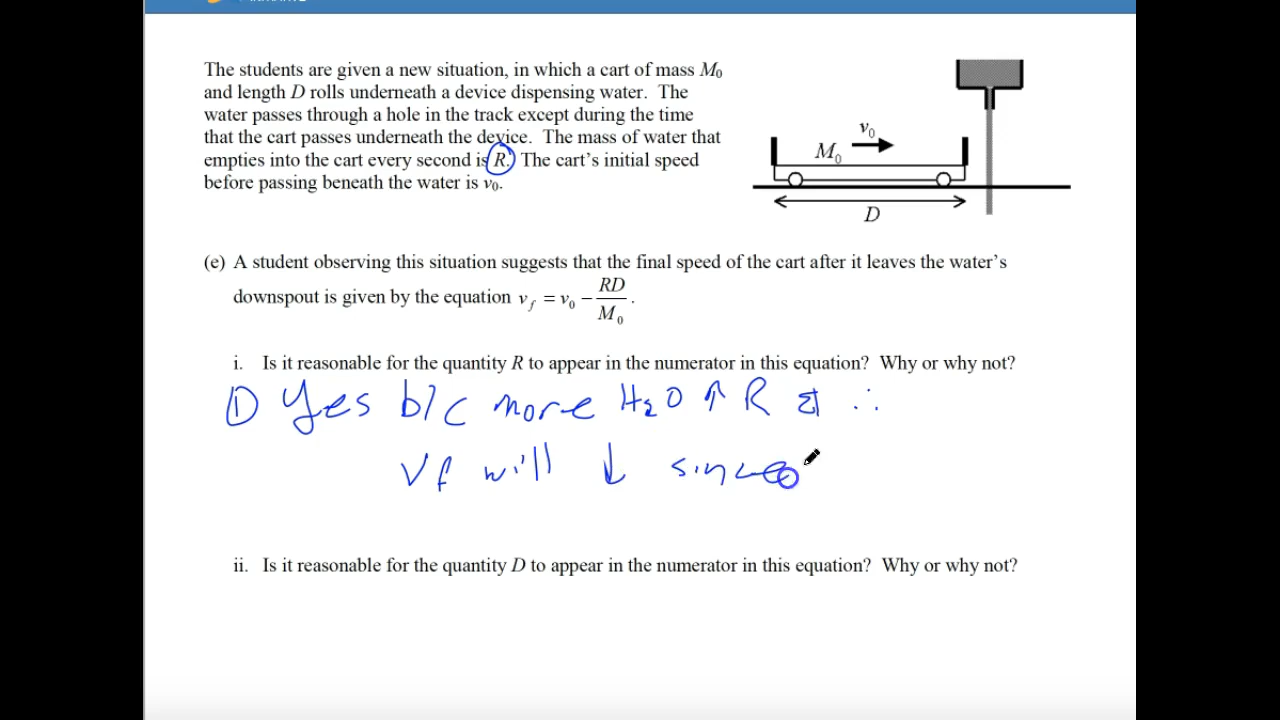 The students are given a new situation, in which a cart of mass M₀
and length D rolls underneath a device dispensing water. The
water passes through a hole in the track except during the time
that the cart passes underneath the device. The mass of water that
empties into the cart every second is R. The cart's initial speed
before passing beneath the water is v₀.
v₀
M₀
D
(e) A student observing this situation suggests that the final speed of the cart after it leaves the water's
downspout is given by the equation v_f = v₀ − RD/M₀.
i. Is it reasonable for the quantity R to appear in the numerator in this equation? Why or why not?
① Yes b/c more H₂O ↑ R ∴
Vf will ↓ since
ii. Is it reasonable for the quantity D to appear in the numerator in this equation? Why or why not?